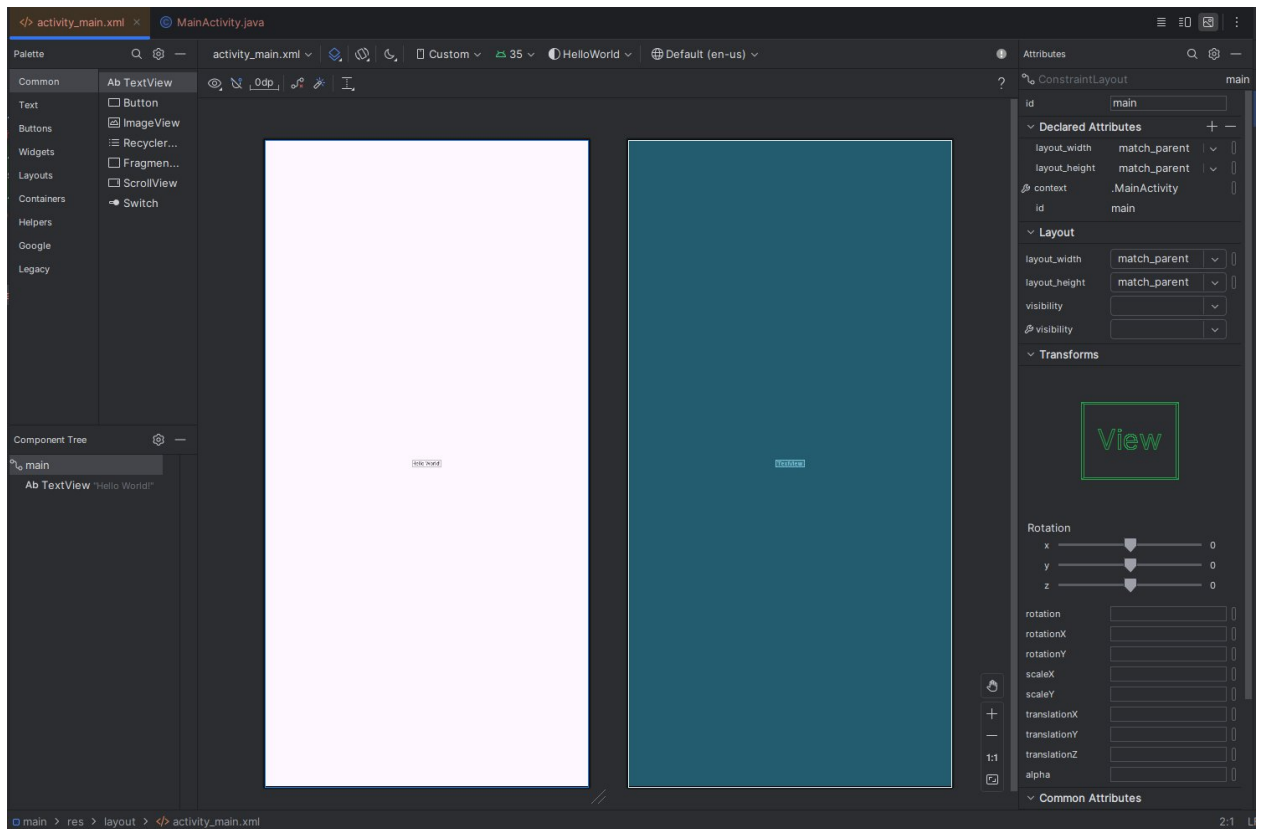 </> activity_main.xml × © MainActivity.java
Palette
Common
Text
Buttons
Widgets
Layouts
Containers
Helpers
Google
Legacy
Ab TextView
Button
ImageView
Recycler...
Fragmen...
ScrollView
Switch
Component Tree
main
Ab TextView "Hello World!"
activity_main.xml Custom 35 HelloWorld Default (en-us)
0dp
?
Hello World!
TextView
1:1
Attributes
ConstraintLayout main
id main
Declared Attributes
layout_width match_parent
layout_height match_parent
context .MainActivity
id main
Layout
layout_width match_parent
layout_height match_parent
visibility
visibility
Transforms
View
Rotation
x 0
y 0
z 0
rotation
rotationX
rotationY
scaleX
scaleY
translationX
translationY
translationZ
alpha
Common Attributes
main > res > layout > </> activity_main.xml
2:1